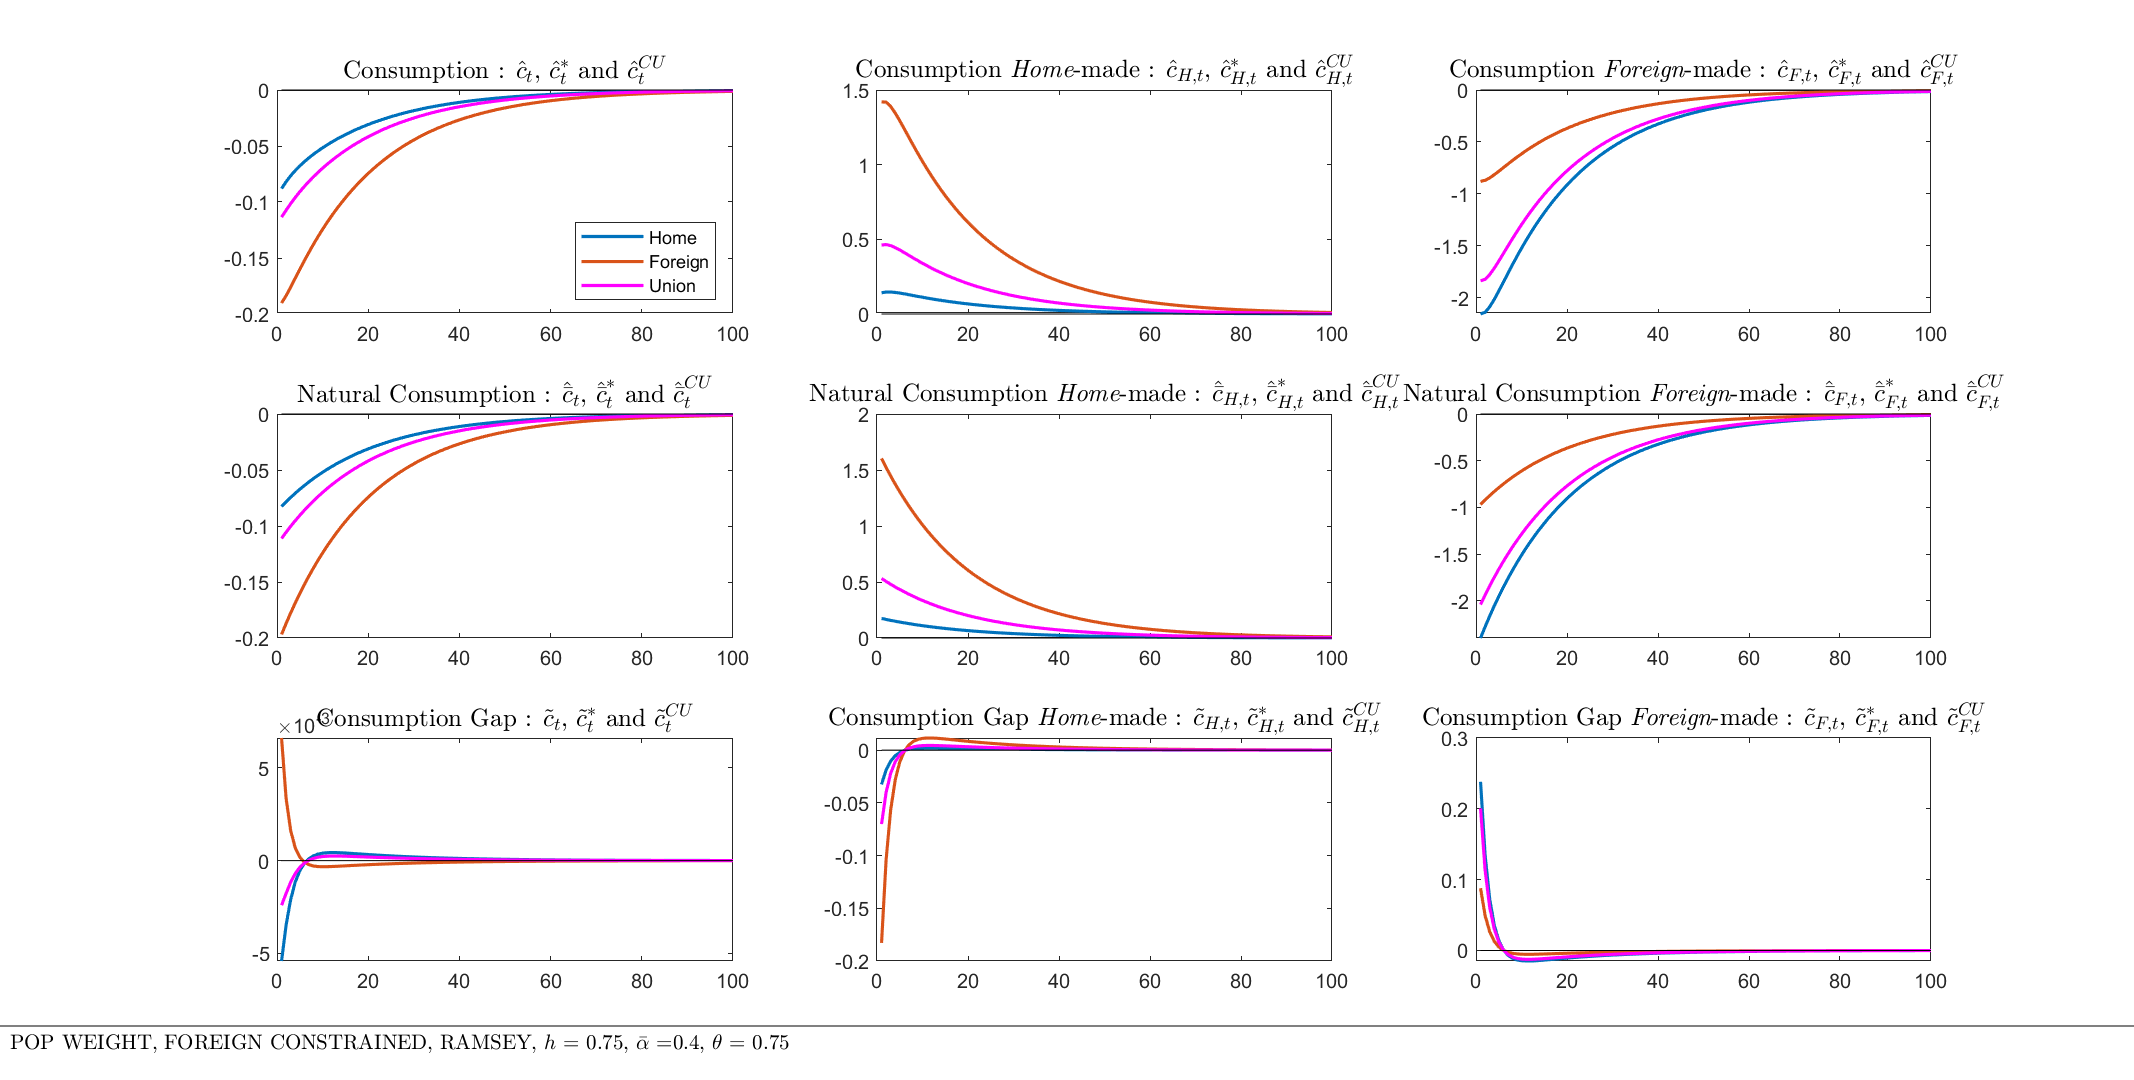 Consumption : ĉ_t, ĉ*_t and ĉ^CU_t
Consumption Home-made : ĉ_H,t, ĉ*_H,t and ĉ^CU_H,t
Consumption Foreign-made : ĉ_F,t, ĉ*_F,t and ĉ^CU_F,t
0
-0.05
-0.1
-0.15
-0.2
0 20 40 60 80 100
Home
Foreign
Union
1.5
1
0.5
0
0 20 40 60 80 100
0
-0.5
-1
-1.5
-2
0 20 40 60 80 100
Natural Consumption : c̄̂_t, c̄̂*_t and c̄̂^CU_t
Natural Consumption Home-made : c̄̂_H,t, c̄̂*_H,t and c̄̂^CU_H,t
Natural Consumption Foreign-made : c̄̂_F,t, c̄̂*_F,t and c̄̂^CU_F,t
0
-0.05
-0.1
-0.15
-0.2
0 20 40 60 80 100
2
1.5
1
0.5
0
0 20 40 60 80 100
0
-0.5
-1
-1.5
-2
0 20 40 60 80 100
Consumption Gap : c̃_t, c̃*_t and c̃^CU_t
Consumption Gap Home-made : c̃_H,t, c̃*_H,t and c̃^CU_H,t
Consumption Gap Foreign-made : c̃_F,t, c̃*_F,t and c̃^CU_F,t
×10^-3
5
0
-5
0 20 40 60 80 100
0
-0.05
-0.1
-0.15
-0.2
0 20 40 60 80 100
0.3
0.2
0.1
0
0 20 40 60 80 100
POP WEIGHT, FOREIGN CONSTRAINED, RAMSEY, h = 0.75, ᾱ =0.4, θ = 0.75